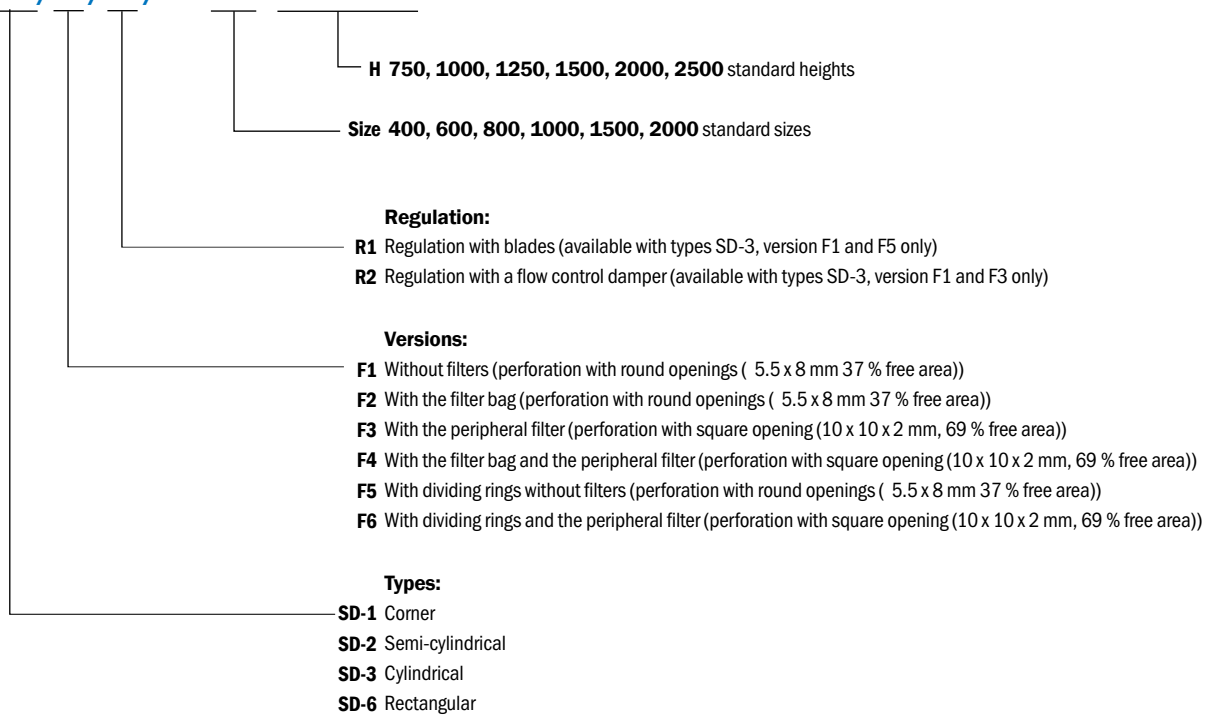 H 750, 1000, 1250, 1500, 2000, 2500 standard heights
Size 400, 600, 800, 1000, 1500, 2000 standard sizes
Regulation:
R1 Regulation with blades (available with types SD-3, version F1 and F5 only)
R2 Regulation with a flow control damper (available with types SD-3, version F1 and F3 only)
Versions:
F1 Without filters (perforation with round openings ( 5.5 x 8 mm 37 % free area))
F2 With the filter bag (perforation with round openings ( 5.5 x 8 mm 37 % free area))
F3 With the peripheral filter (perforation with square opening (10 x 10 x 2 mm, 69 % free area))
F4 With the filter bag and the peripheral filter (perforation with square opening (10 x 10 x 2 mm, 69 % free area))
F5 With dividing rings without filters (perforation with round openings ( 5.5 x 8 mm 37 % free area))
F6 With dividing rings and the peripheral filter (perforation with square opening (10 x 10 x 2 mm, 69 % free area))
Types:
SD-1 Corner
SD-2 Semi-cylindrical
SD-3 Cylindrical
SD-6 Rectangular